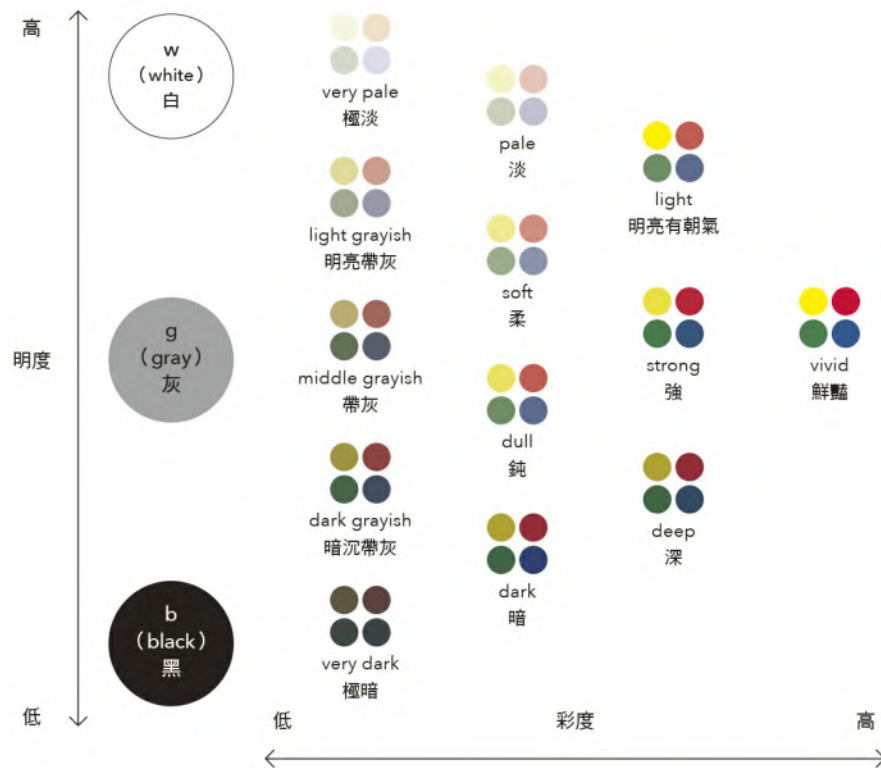 高
w
(white)
白
very pale
極淡
pale
淡
light
明亮有朝氣
light grayish
明亮帶灰
soft
柔
明度
g
(gray)
灰
middle grayish
帶灰
strong
強
vivid
鮮豔
dull
鈍
dark grayish
暗沉帶灰
deep
深
dark
暗
b
(black)
黑
very dark
極暗
低
低
彩度
高